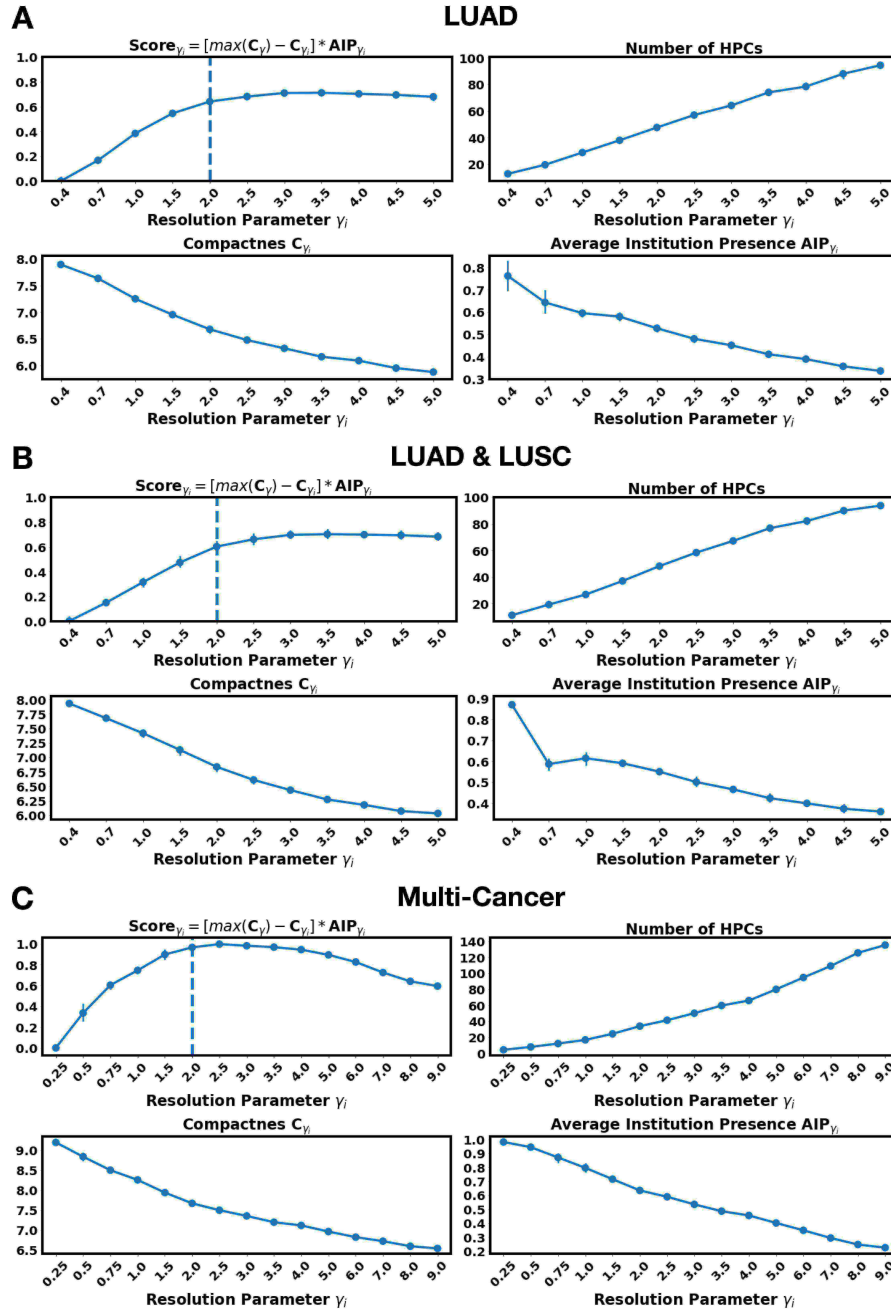 A
LUAD
Score_γi = [max(C_γ) − C_γi] * AIP_γi
1.0
0.8
0.6
0.4
0.2
0.0
0.4 0.7 1.0 1.5 2.0 2.5 3.0 3.5 4.0 4.5 5.0
Resolution Parameter γi
Number of HPCs
100
80
60
40
20
0.4 0.7 1.0 1.5 2.0 2.5 3.0 3.5 4.0 4.5 5.0
Resolution Parameter γi
Compactnes C_γi
8.0
7.5
7.0
6.5
6.0
0.4 0.7 1.0 1.5 2.0 2.5 3.0 3.5 4.0 4.5 5.0
Resolution Parameter γi
Average Institution Presence AIP_γi
0.8
0.7
0.6
0.5
0.4
0.3
0.4 0.7 1.0 1.5 2.0 2.5 3.0 3.5 4.0 4.5 5.0
Resolution Parameter γi
B
LUAD & LUSC
Score_γi = [max(C_γ) − C_γi] * AIP_γi
1.0
0.8
0.6
0.4
0.2
0.0
0.4 0.7 1.0 1.5 2.0 2.5 3.0 3.5 4.0 4.5 5.0
Resolution Parameter γi
Number of HPCs
100
80
60
40
20
0.4 0.7 1.0 1.5 2.0 2.5 3.0 3.5 4.0 4.5 5.0
Resolution Parameter γi
Compactnes C_γi
8.00
7.75
7.50
7.25
7.00
6.75
6.50
6.25
6.00
0.4 0.7 1.0 1.5 2.0 2.5 3.0 3.5 4.0 4.5 5.0
Resolution Parameter γi
Average Institution Presence AIP_γi
0.9
0.8
0.7
0.6
0.5
0.4
0.4 0.7 1.0 1.5 2.0 2.5 3.0 3.5 4.0 4.5 5.0
Resolution Parameter γi
C
Multi-Cancer
Score_γi = [max(C_γ) − C_γi] * AIP_γi
1.0
0.8
0.6
0.4
0.2
0.0
0.25 0.5 0.75 1.0 1.5 2.0 2.5 3.0 3.5 4.0 5.0 6.0 7.0 8.0 9.0
Resolution Parameter γi
Number of HPCs
140
120
100
80
60
40
20
0
0.25 0.5 0.75 1.0 1.5 2.0 2.5 3.0 3.5 4.0 5.0 6.0 7.0 8.0 9.0
Resolution Parameter γi
Compactnes C_γi
9.0
8.5
8.0
7.5
7.0
6.5
0.25 0.5 0.75 1.0 1.5 2.0 2.5 3.0 3.5 4.0 5.0 6.0 7.0 8.0 9.0
Resolution Parameter γi
Average Institution Presence AIP_γi
1.0
0.9
0.8
0.7
0.6
0.5
0.4
0.3
0.2
0.25 0.5 0.75 1.0 1.5 2.0 2.5 3.0 3.5 4.0 5.0 6.0 7.0 8.0 9.0
Resolution Parameter γi